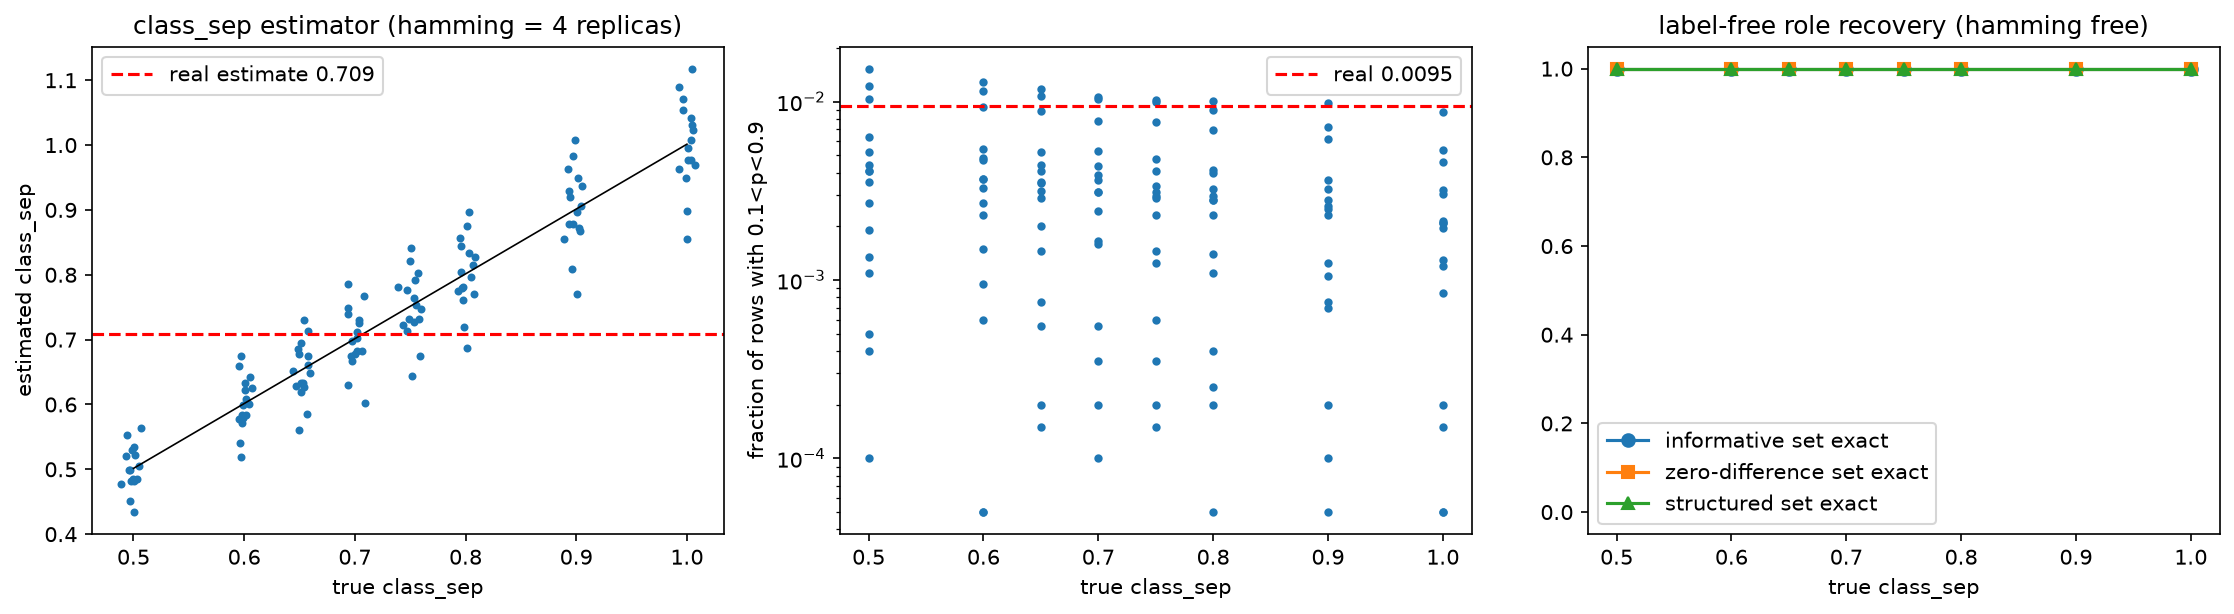 class_sep estimator (hamming = 4 replicas)
real estimate 0.709
estimated class_sep
1.1
1.0
0.9
0.8
0.7
0.6
0.5
0.4
0.5
0.6
0.7
0.8
0.9
1.0
true class_sep
real 0.0095
fraction of rows with 0.1<p<0.9
10⁻²
10⁻³
10⁻⁴
0.5
0.6
0.7
0.8
0.9
1.0
true class_sep
label-free role recovery (hamming free)
1.0
0.8
0.6
0.4
0.2
0.0
informative set exact
zero-difference set exact
structured set exact
0.5
0.6
0.7
0.8
0.9
1.0
true class_sep